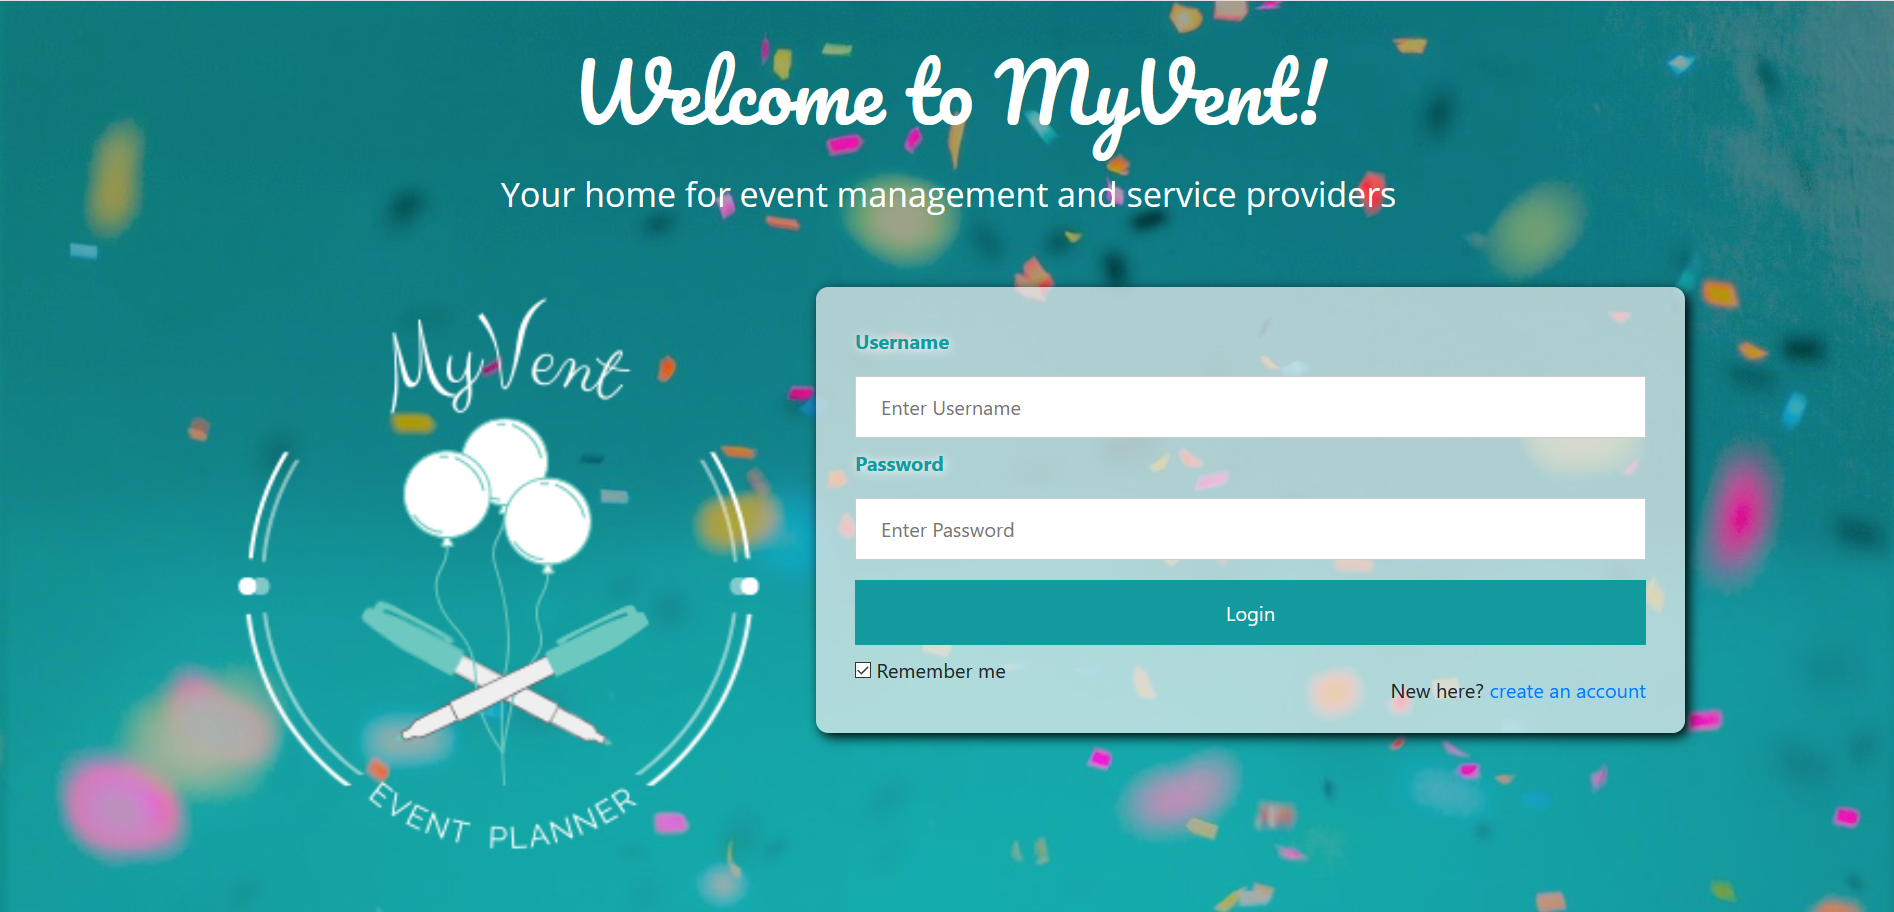 Welcome to MyVent!
Your home for event management and service providers
MyVent
EVENT PLANNER
Username
Enter Username
Password
Enter Password
Login
Remember me
New here? create an account